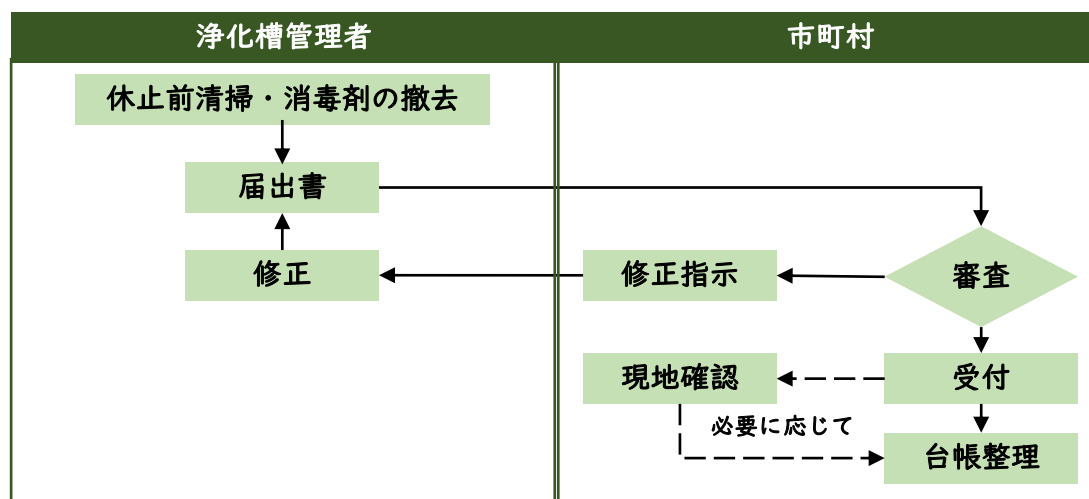 浄化槽管理者
市町村
休止前清掃・消毒剤の撤去
届出書
修正
修正指示
審査
現地確認
受付
必要に応じて
台帳整理